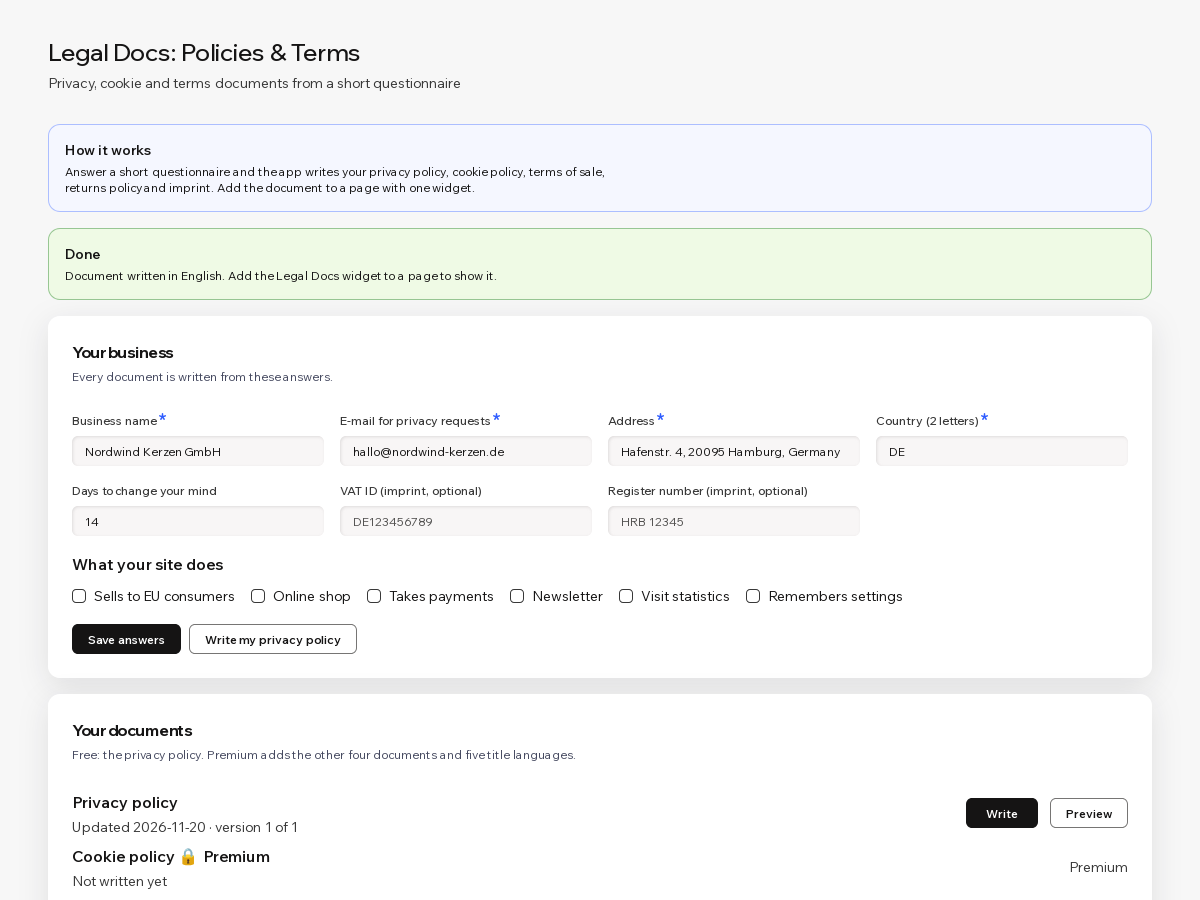 Legal Docs: Policies & Terms
Privacy, cookie and terms documents from a short questionnaire
How it works
Answer a short questionnaire and the app writes your privacy policy, cookie policy, terms of sale,
returns policy and imprint. Add the document to a page with one widget.
Done
Document written in English. Add the Legal Docs widget to a page to show it.
Your business
Every document is written from these answers.
Business name * E-mail for privacy requests * Address * Country (2 letters) *
Nordwind Kerzen GmbH hallo@nordwind-kerzen.de Hafenstr. 4, 20095 Hamburg, Germany DE
Days to change your mind VAT ID (imprint, optional) Register number (imprint, optional)
14 DE123456789 HRB 12345
What your site does
Sells to EU consumers Online shop Takes payments Newsletter Visit statistics Remembers settings
Save answers Write my privacy policy
Your documents
Free: the privacy policy. Premium adds the other four documents and five title languages.
Privacy policy
Updated 2026-11-20 · version 1 of 1
Write Preview
Cookie policy 🔒 Premium
Not written yet
Premium